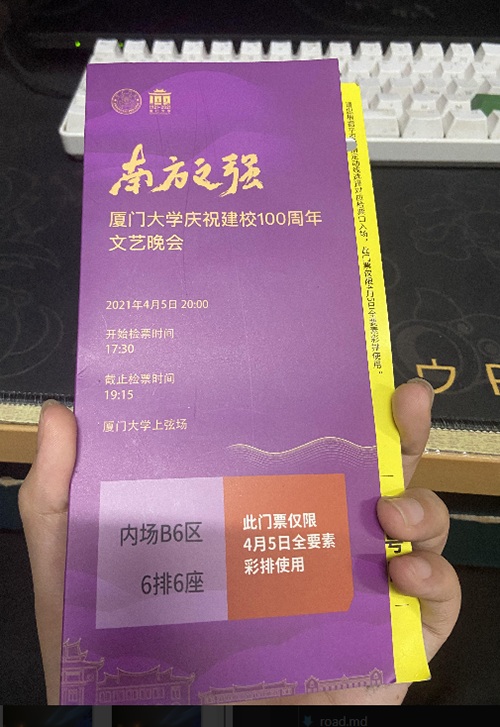 南方之强
厦门大学庆祝建校100周年
文艺晚会
2021年4月5日 20:00
开始检票时间
17:30
截止检票时间
19:15
厦门大学上弦场
内场B6区
6排6座
此门票仅限
4月5日全要素
彩排使用
100
号
road.md